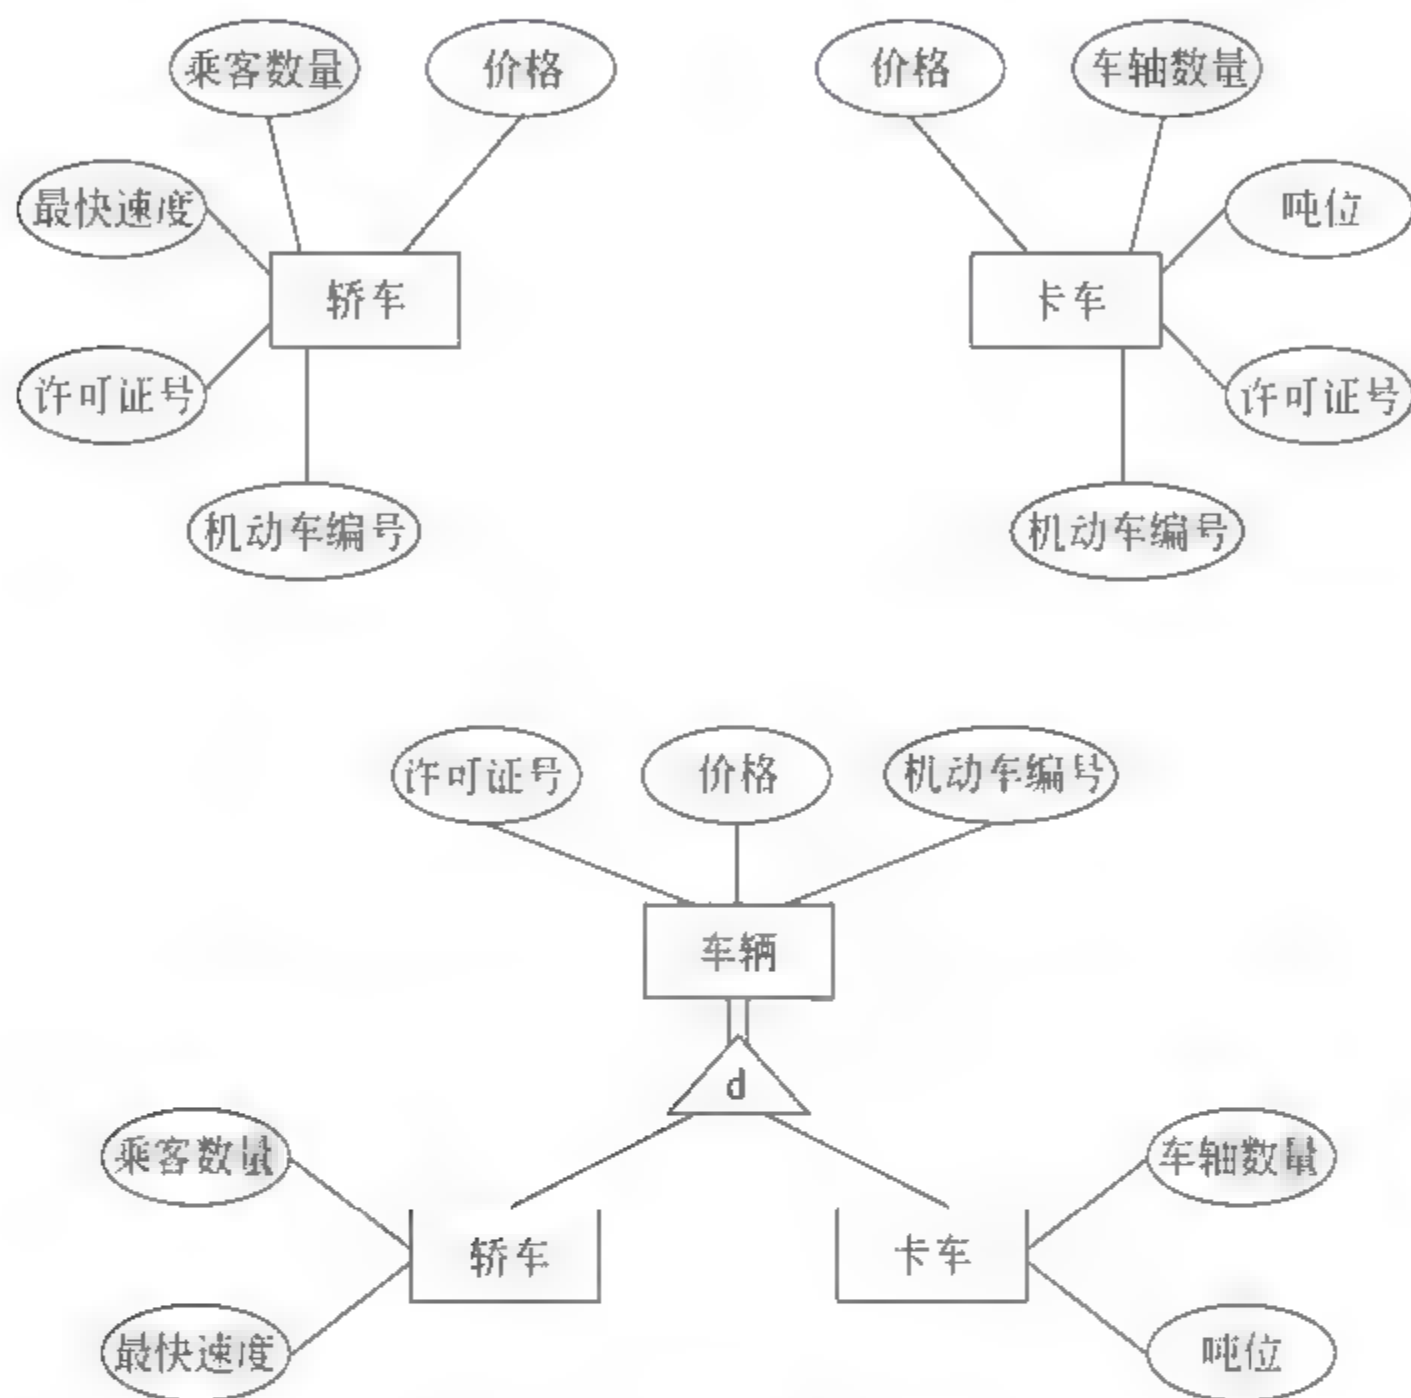 乘客数量
价格
价格
车轴数量
最快速度
吨位
轿车
卡车
许可证号
许可证号
机动车编号
机动车编号
许可证号
价格
机动车编号
车辆
d
乘客数量
车轴数量
轿车
卡车
最快速度
吨位